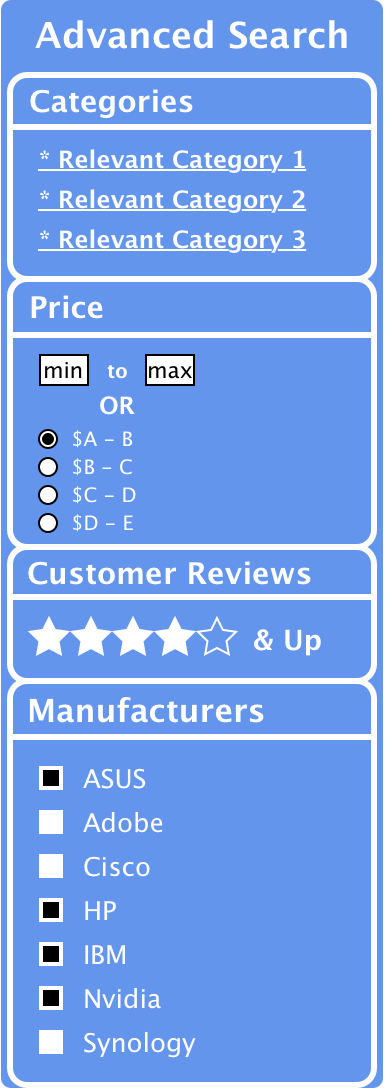 Advanced Search
Categories
* Relevant Category 1
* Relevant Category 2
* Relevant Category 3
Price
min to max
OR
$A – B
$B – C
$C – D
$D – E
Customer Reviews
& Up
Manufacturers
ASUS
Adobe
Cisco
HP
IBM
Nvidia
Synology